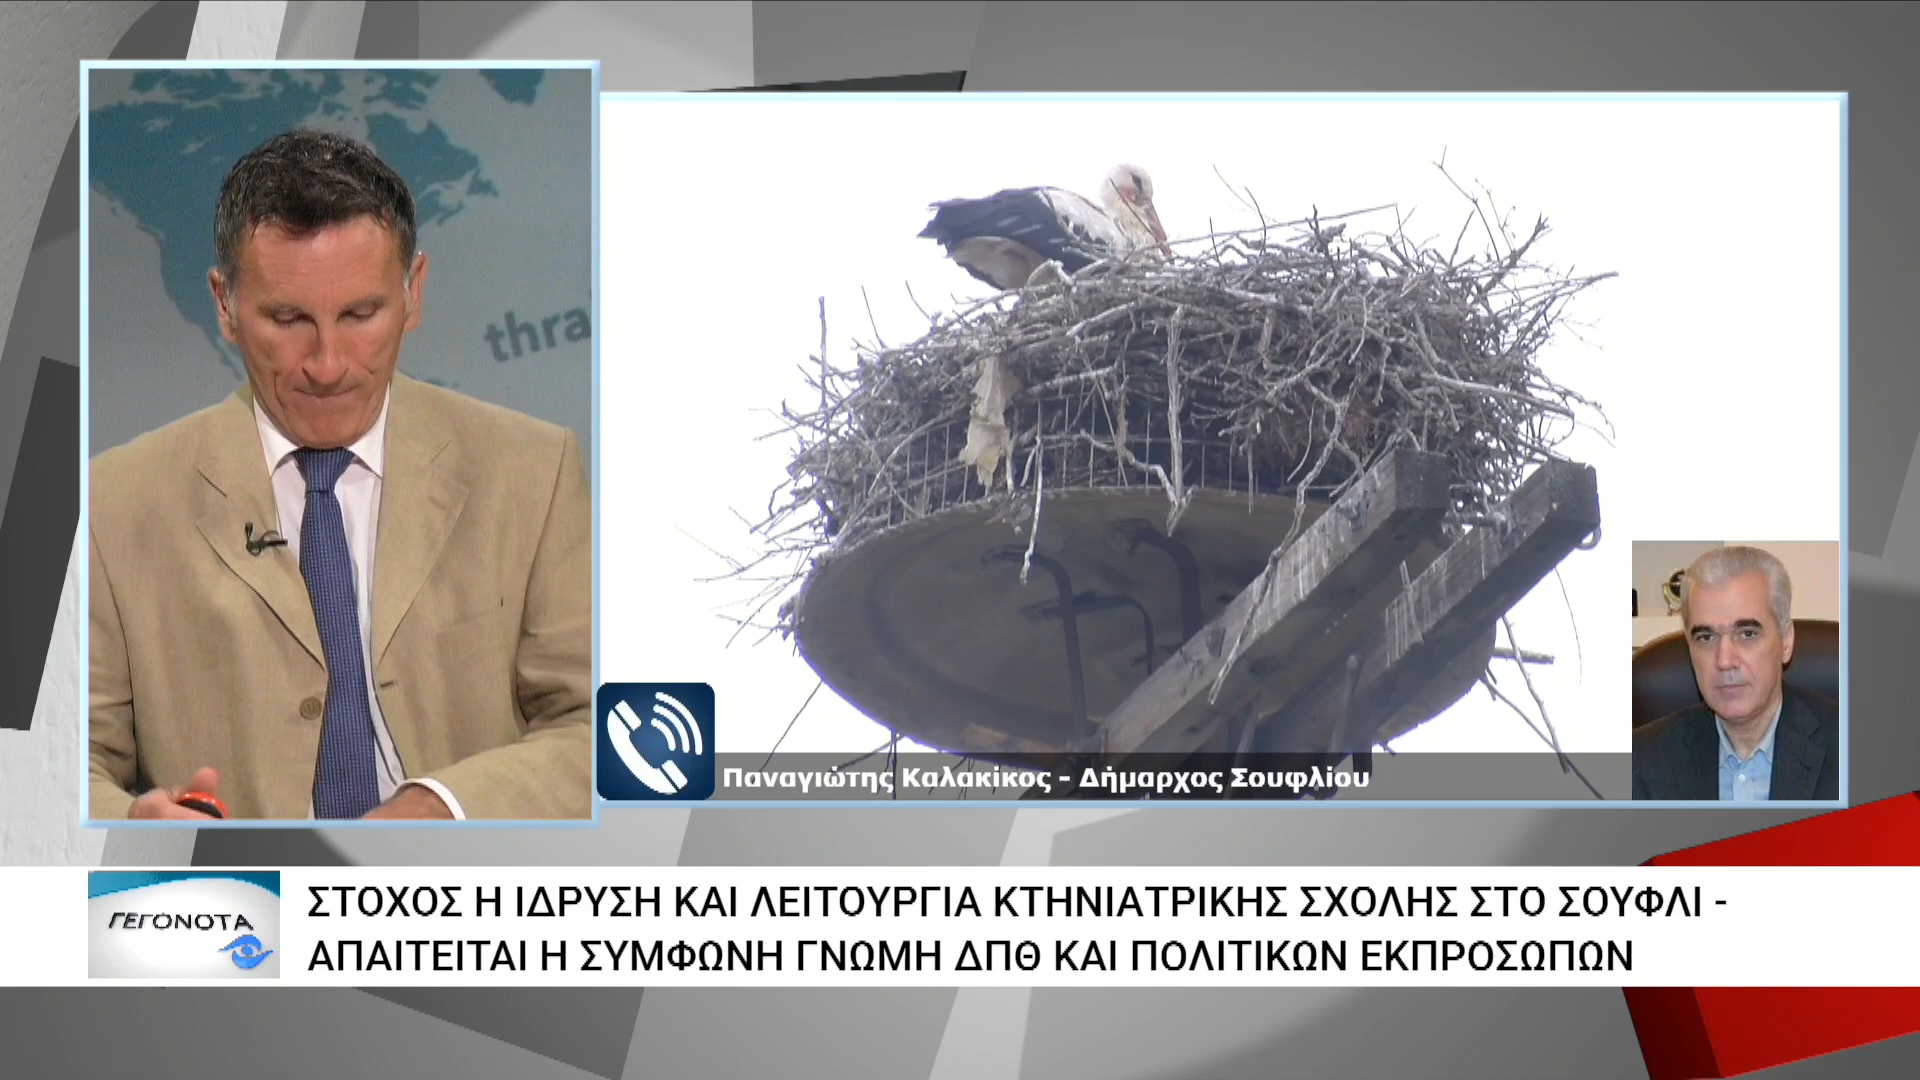 thra
Παναγιώτης Καλακίκος - Δήμαρχος Σουφλίου
ΓΕΓΟΝΟΤΑ
ΣΤΟΧΟΣ Η ΙΔΡΥΣΗ ΚΑΙ ΛΕΙΤΟΥΡΓΙΑ ΚΤΗΝΙΑΤΡΙΚΗΣ ΣΧΟΛΗΣ ΣΤΟ ΣΟΥΦΛΙ -
ΑΠΑΙΤΕΙΤΑΙ Η ΣΥΜΦΩΝΗ ΓΝΩΜΗ ΔΠΘ ΚΑΙ ΠΟΛΙΤΙΚΩΝ ΕΚΠΡΟΣΩΠΩΝ